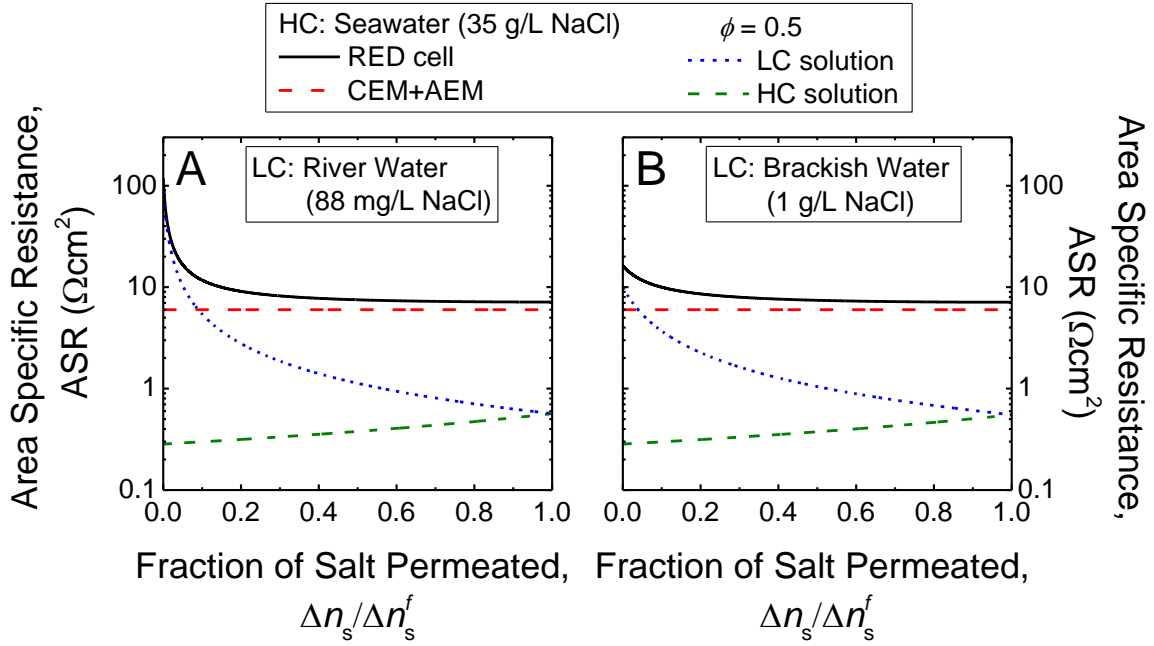 HC: Seawater (35 g/L NaCl)
ϕ = 0.5
RED cell
LC solution
CEM+AEM
HC solution
Area Specific Resistance,
ASR (Ωcm²)
A
LC: River Water
(88 mg/L NaCl)
100
10
1
0.1
0.0 0.2 0.4 0.6 0.8 1.0
Fraction of Salt Permeated,
Δnₛ/Δnₛᶠ
B
LC: Brackish Water
(1 g/L NaCl)
100
10
1
0.1
0.0 0.2 0.4 0.6 0.8 1.0
Fraction of Salt Permeated,
Δnₛ/Δnₛᶠ
Area Specific Resistance,
ASR (Ωcm²)